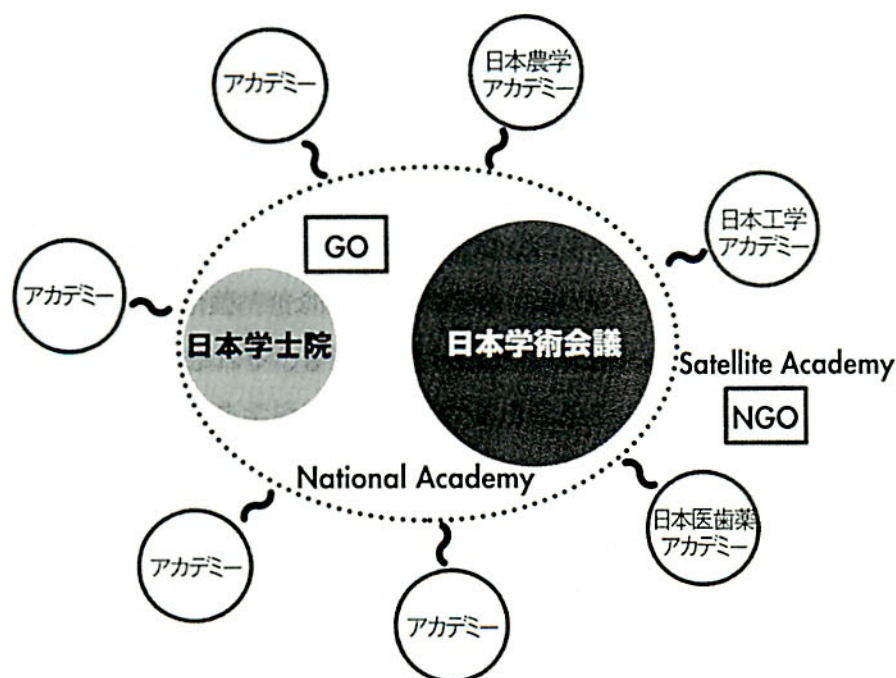 アカデミー
日本農学
アカデミー
日本工学
アカデミー
GO
アカデミー
日本学士院
日本学術会議
Satellite Academy
NGO
National Academy
日本医歯薬
アカデミー
アカデミー
アカデミー